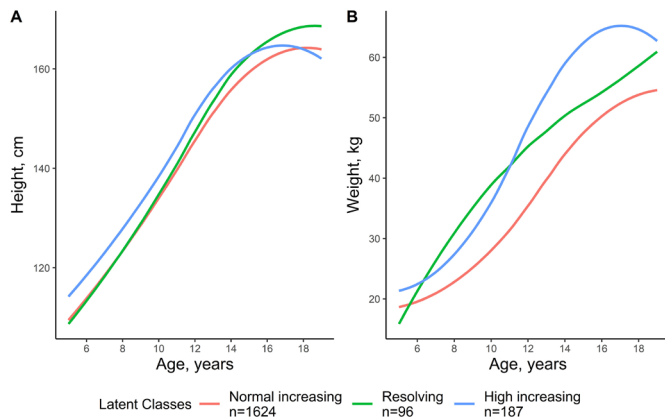 A
Height, cm
160
140
120
6 8 10 12 14 16 18
Age, years
B
Weight, kg
60
50
40
30
20
6 8 10 12 14 16 18
Age, years
Latent Classes
Normal increasing
n=1624
Resolving
n=96
High increasing
n=187